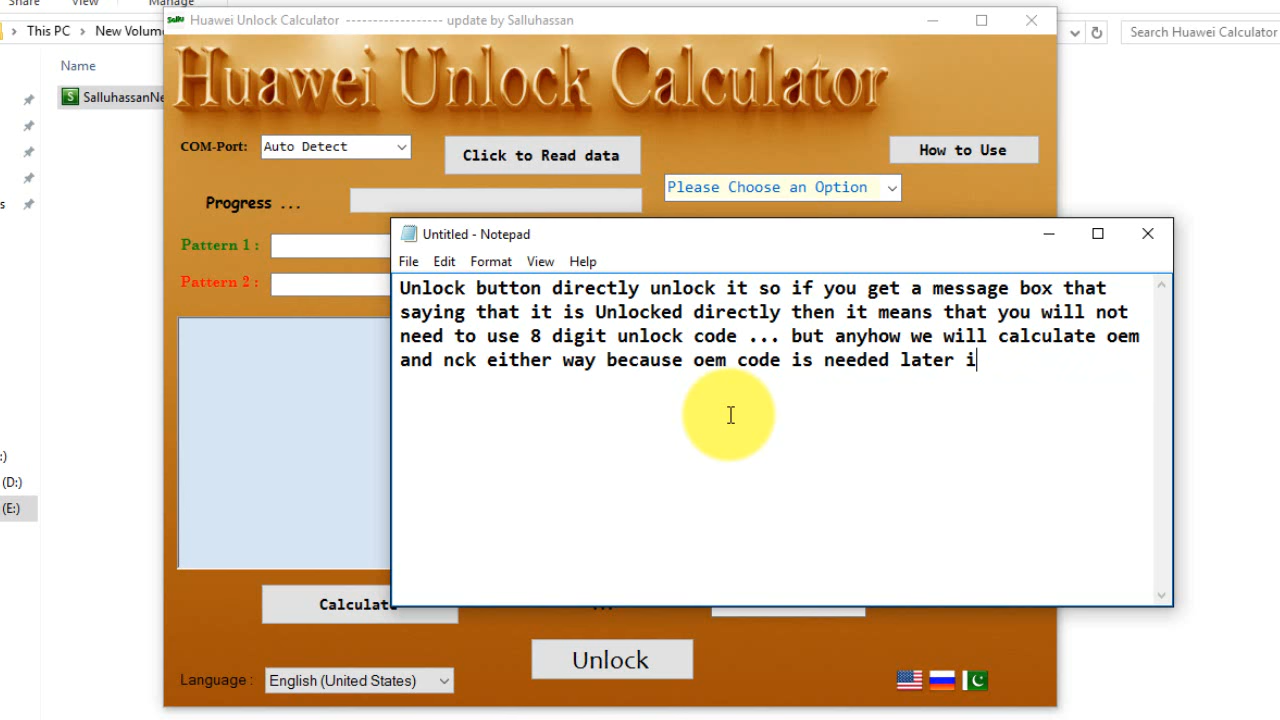 Share
View
Manage
Huawei Unlock Calculator ------------------ update by Salluhassan
This PC > New Volum
Search Huawei Calculator
Name
SalluhassanNe
Huawei Unlock Calculator
COM-Port:
Auto Detect
Click to Read data
How to Use
Progress ...
Please Choose an Option
Pattern 1 :
Pattern 2 :
Untitled - Notepad
File Edit Format View Help
Unlock button directly unlock it so if you get a message box that
saying that it is Unlocked directly then it means that you will not
need to use 8 digit unlock code ... but anyhow we will calculate oem
and nck either way because oem code is needed later i
s
:)
(D:)
(E:)
Calculate
...
Unlock
Language :
English (United States)